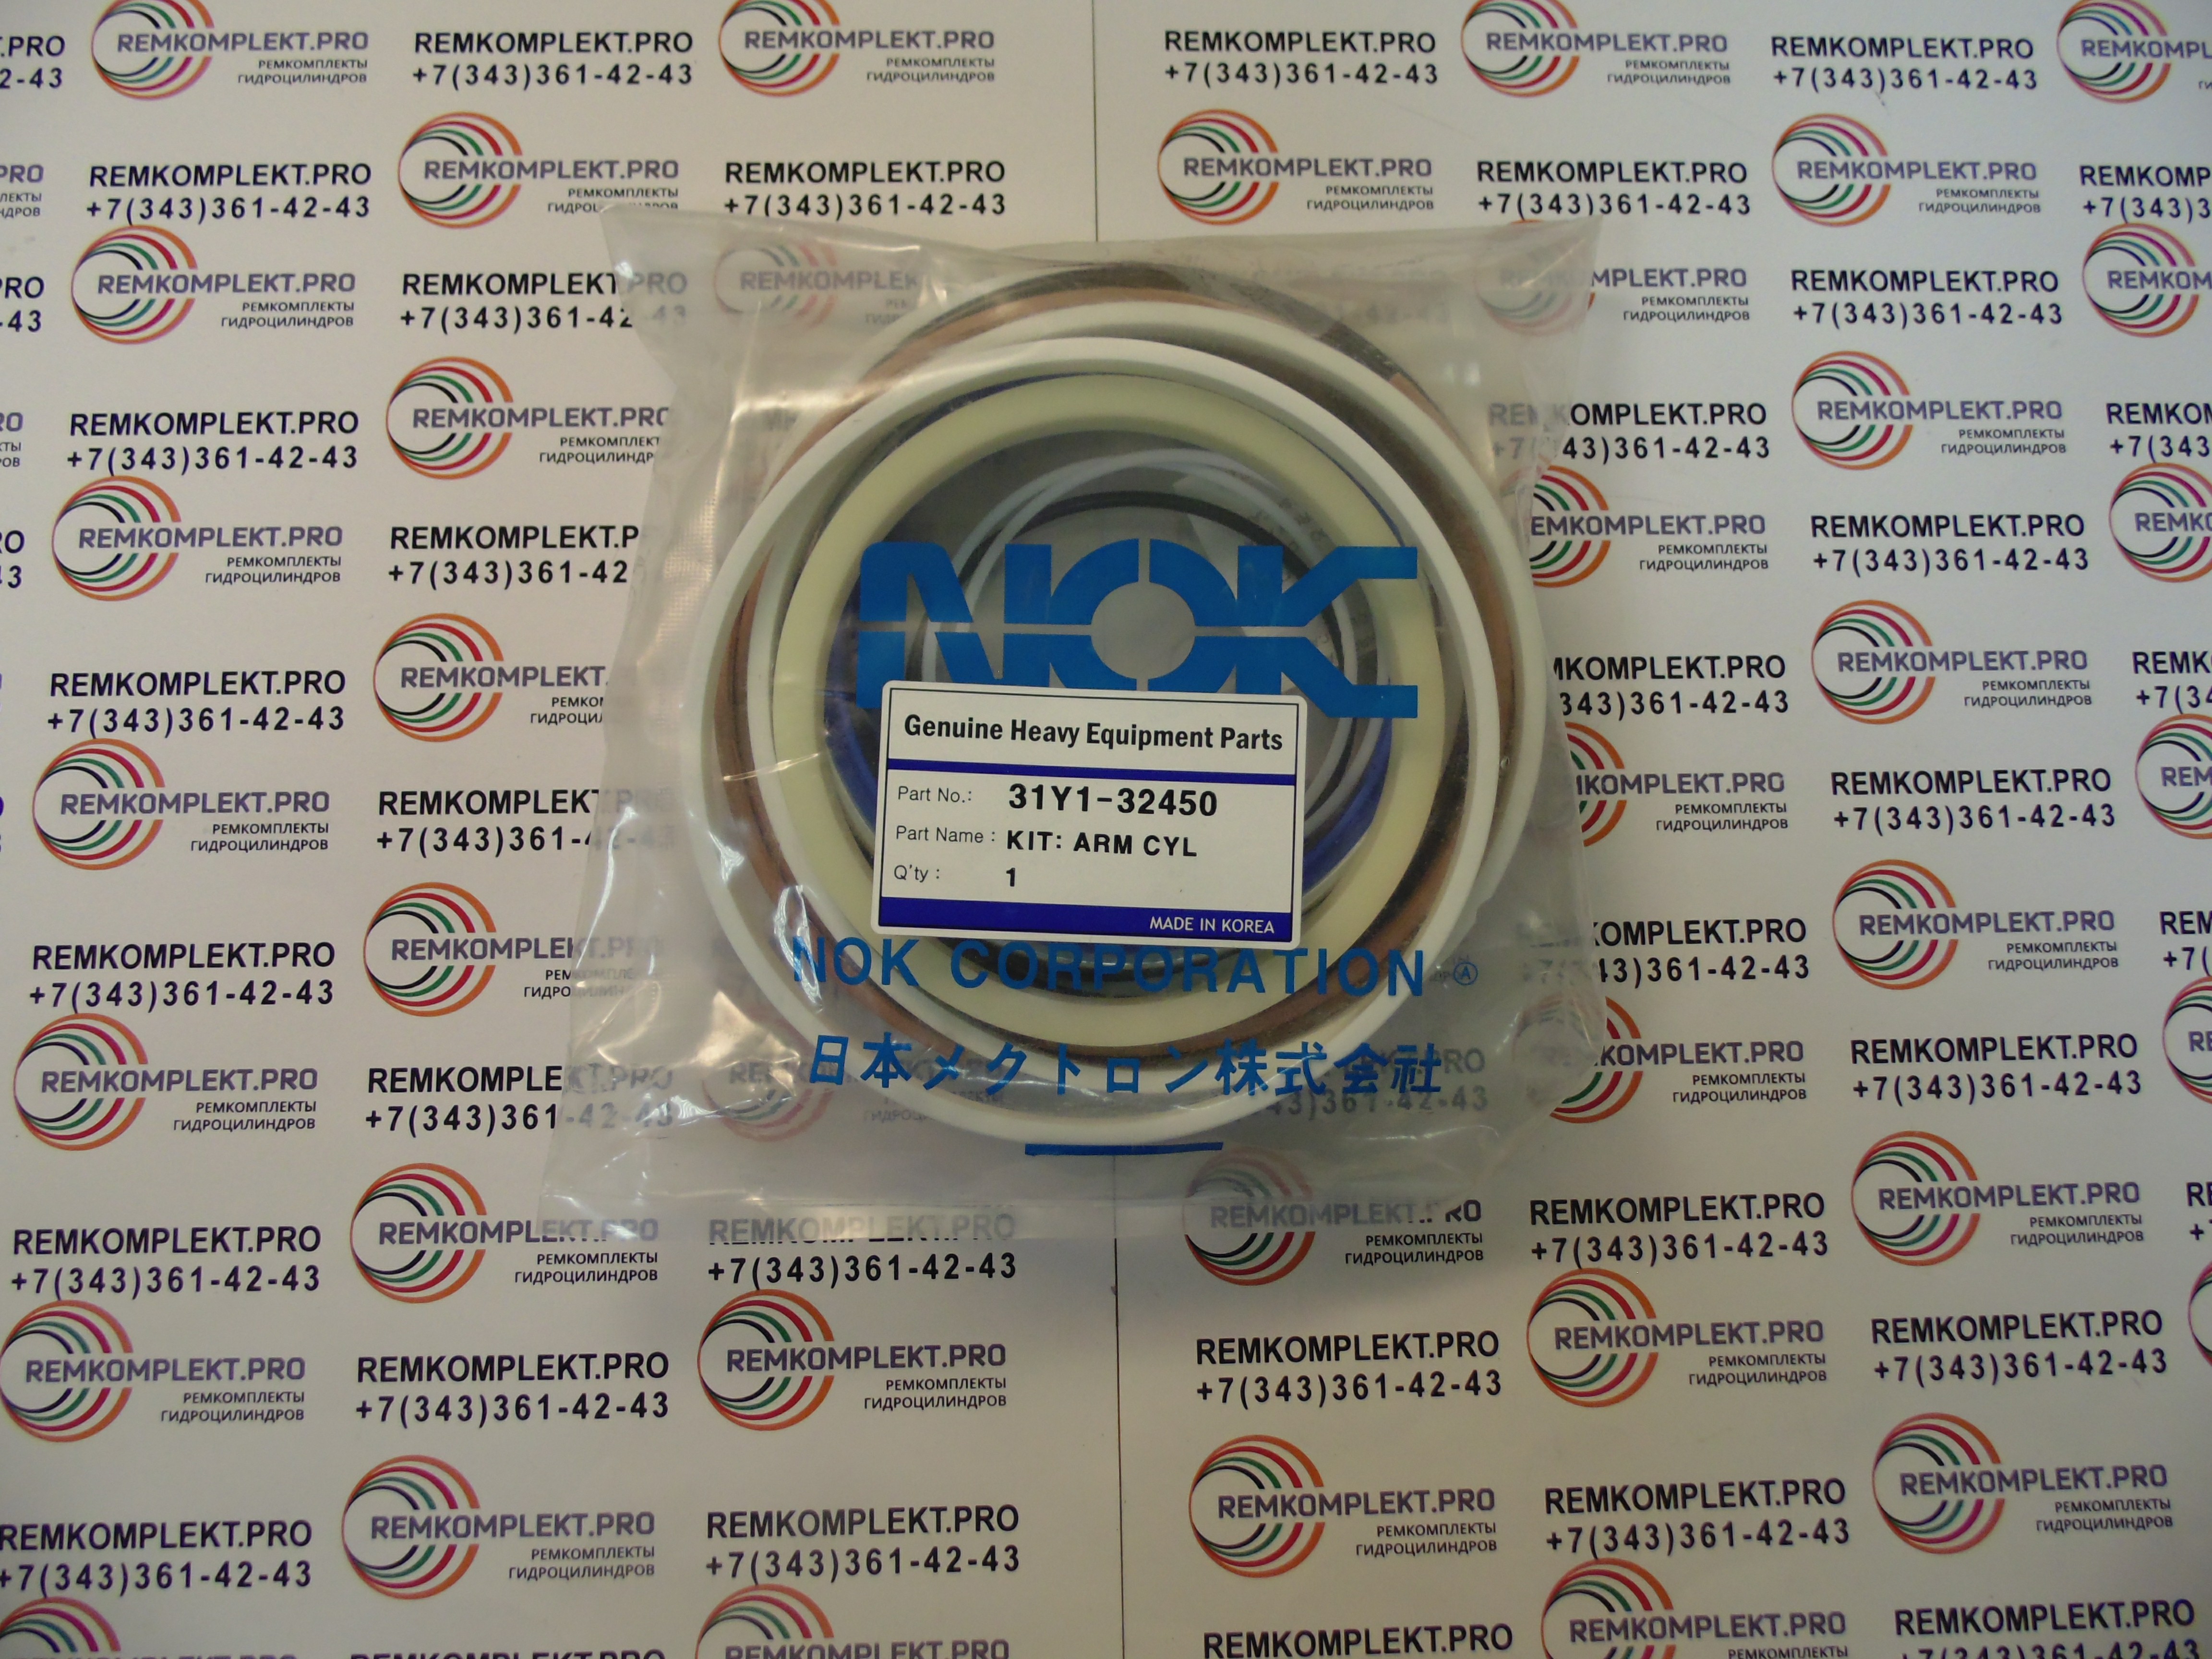 NOK
Genuine Heavy Equipment Parts
Part No.: 31Y1-32450
Part Name : KIT: ARM CYL
Q'ty : 1
MADE IN KOREA
NOK CORPORATION
日本メクトロン株式会社
REMKOMPLEKT.PRO
РЕМКОМПЛЕКТЫ
ГИДРОЦИЛИНДРОВ
REMKOMPLEKT.PRO
+7(343)361-42-43